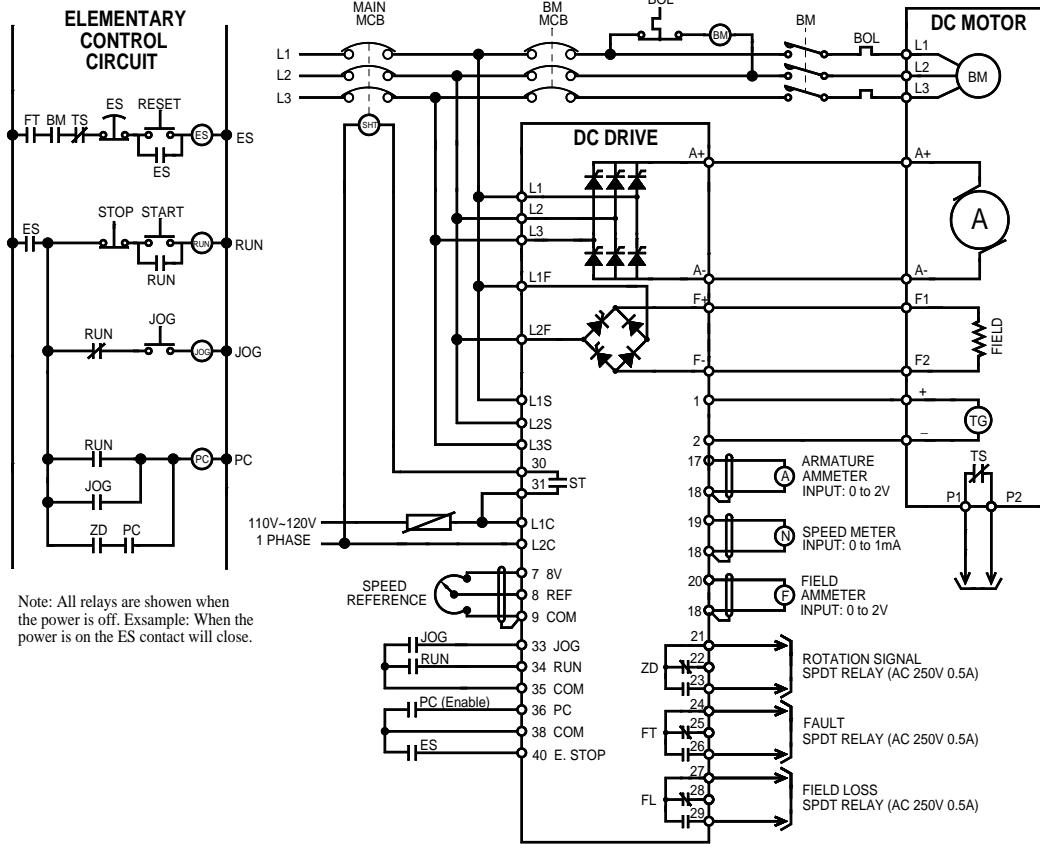 ELEMENTARY
CONTROL
CIRCUIT
ES RESET
FT BM TS
ES
ES
ES
STOP START
ES
RUN
RUN
RUN
JOG
RUN
JOG
JOG
RUN
PC
PC
JOG
ZD PC
Note: All relays are showen when
the power is off. Exsample: When the
power is on the ES contact will close.
MAIN
MCB
BM
MCB
BOL
BM
BM
BOL
L1
L2
L3
SHT
DC MOTOR
L1
L2
L3
BM
DC DRIVE
L1
L2
L3
L1F
L2F
L1S
L2S
L3S
30
31
ST
L1C
L2C
110V~120V
1 PHASE
SPEED
REFERENCE
7 8V
8 REF
9 COM
JOG
33 JOG
RUN
34 RUN
35 COM
PC (Enable)
36 PC
38 COM
ES
40 E. STOP
A+
A-
F+
F-
1
2
17
18
19
18
20
18
A+
A
A-
F1
FIELD
F2
+
TG
–
TS
P1
P2
A
ARMATURE
AMMETER
INPUT: 0 to 2V
N
SPEED METER
INPUT: 0 to 1mA
F
FIELD
AMMETER
INPUT: 0 to 2V
21
ZD
22
23
ROTATION SIGNAL
SPDT RELAY (AC 250V 0.5A)
24
FT
25
26
FAULT
SPDT RELAY (AC 250V 0.5A)
27
FL
28
29
FIELD LOSS
SPDT RELAY (AC 250V 0.5A)